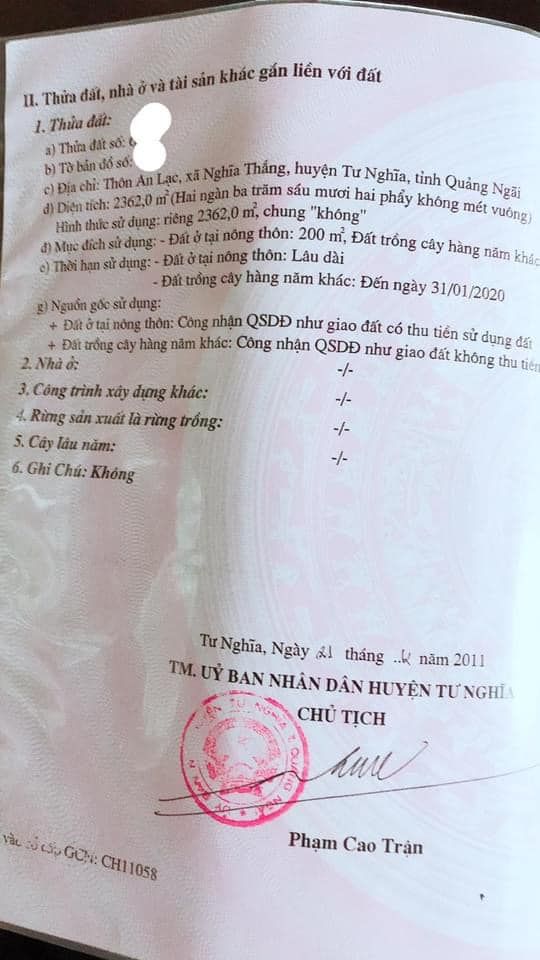 II. Thửa đất, nhà ở và tài sản khác gắn liền với đất
1. Thửa đất:
a) Thửa đất số:
b) Tờ bản đồ số:
c) Địa chỉ: Thôn An Lạc, xã Nghĩa Thắng, huyện Tư Nghĩa, tỉnh Quảng Ngãi
d) Diện tích: 2362,0 m² (Hai ngàn ba trăm sáu mươi hai phẩy không mét vuông)
Hình thức sử dụng: riêng 2362,0 m², chung "không"
đ) Mục đích sử dụng: - Đất ở tại nông thôn: 200 m², Đất trồng cây hàng năm khác
e) Thời hạn sử dụng: - Đất ở tại nông thôn: Lâu dài
- Đất trồng cây hàng năm khác: Đến ngày 31/01/2020
g) Nguồn gốc sử dụng:
+ Đất ở tại nông thôn: Công nhận QSDĐ như giao đất có thu tiền sử dụng đất
+ Đất trồng cây hàng năm khác: Công nhận QSDĐ như giao đất không thu tiền
2. Nhà ở: -/-
3. Công trình xây dựng khác: -/-
4. Rừng sản xuất là rừng trồng: -/-
5. Cây lâu năm: -/-
6. Ghi Chú: Không
Tư Nghĩa, Ngày 21 tháng năm 2011
TM. UỶ BAN NHÂN DÂN HUYỆN TƯ NGHĨA
CHỦ TỊCH
Phạm Cao Trận
vào sổ cấp GCN: CH11058